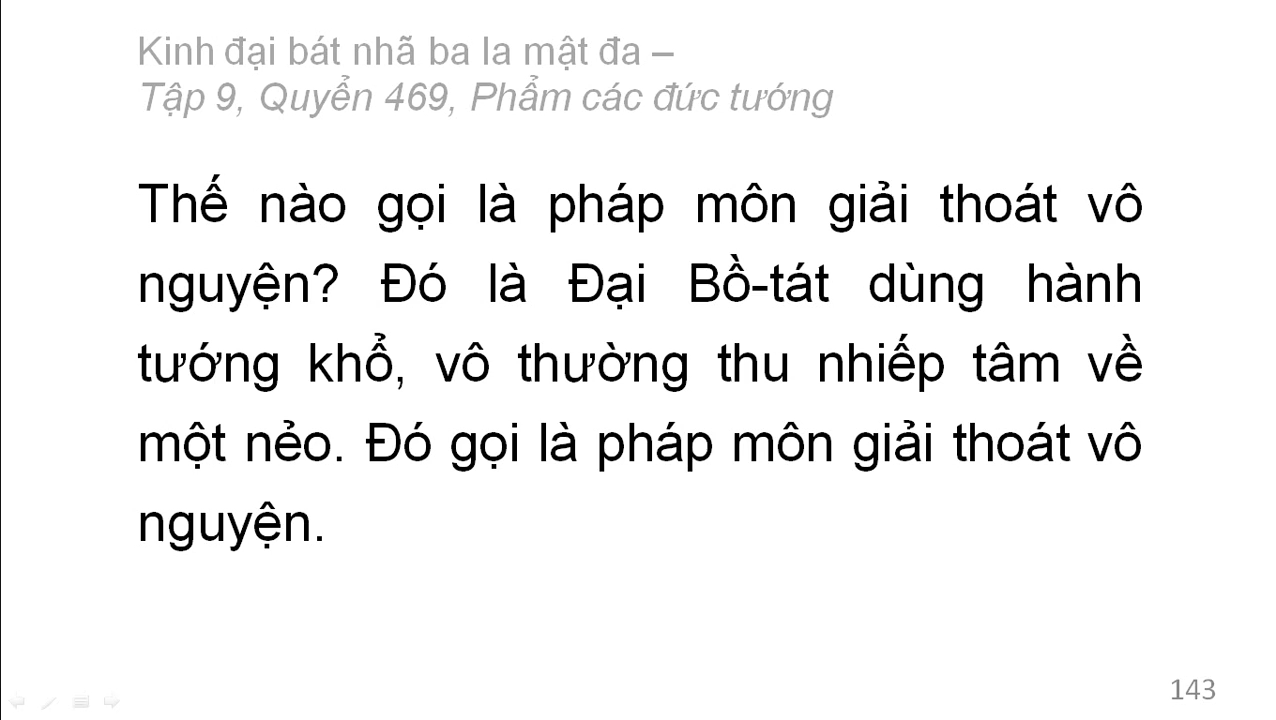 Kinh đại bát nhã ba la mật đa –
Tập 9, Quyển 469, Phẩm các đức tướng
Thế nào gọi là pháp môn giải thoát vô
nguyện? Đó là Đại Bồ-tát dùng hành
tướng khổ, vô thường thu nhiếp tâm về
một nẻo. Đó gọi là pháp môn giải thoát vô
nguyện.
143